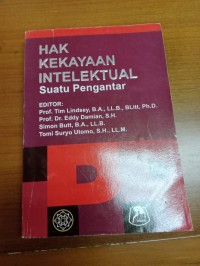 HAK
KEKAYAAN
INTELEKTUAL
Suatu Pengantar
EDITOR:
Prof. Tim Lindsey, B.A., LL.B., BLitt, Ph.D.
Prof. Dr. Eddy Damian, S.H.
Simon Butt, B.A., LL.B.
Tomi Suryo Utomo, S.H., LL.M.